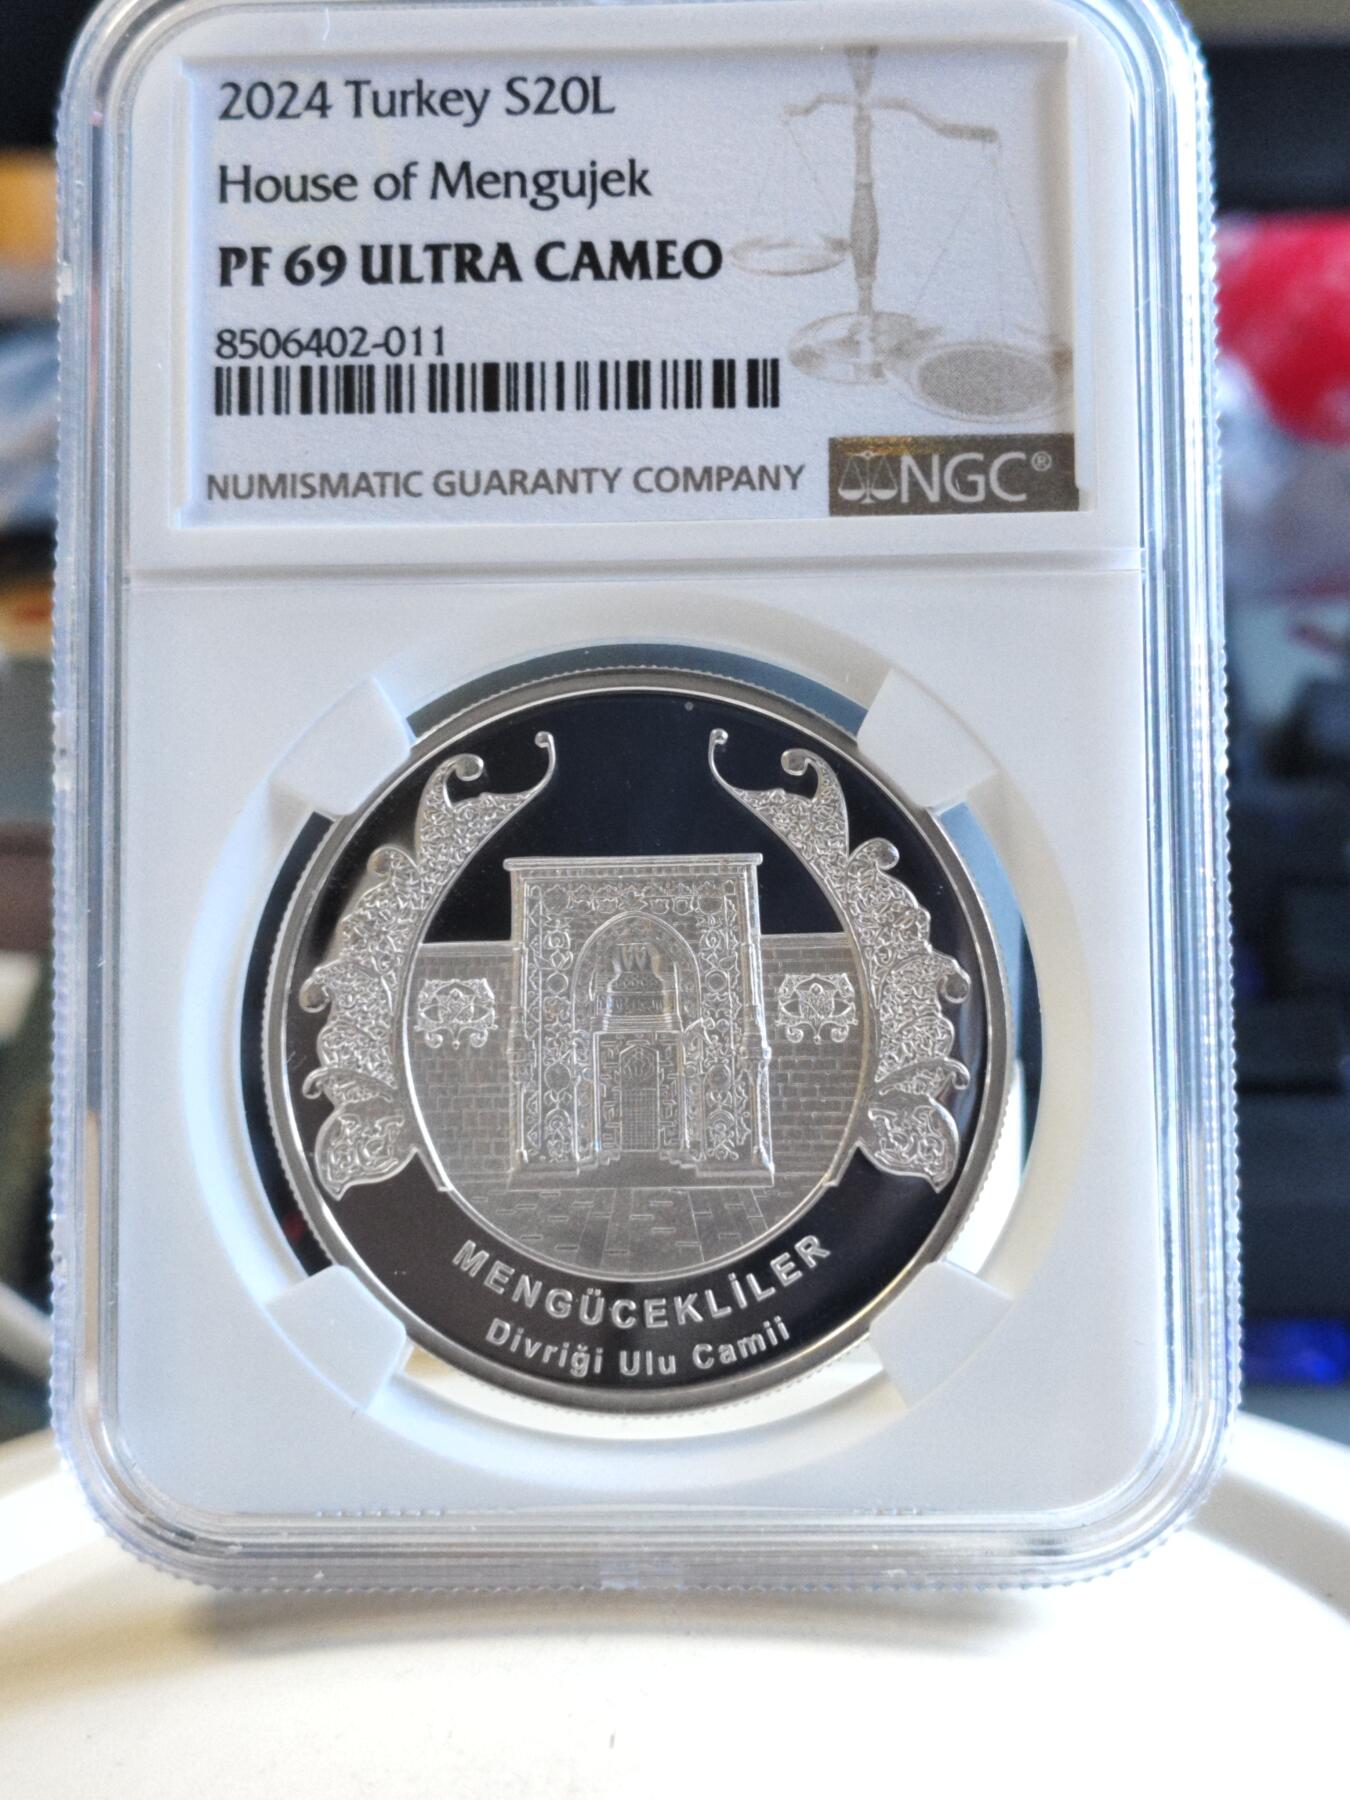 2024 Turkey S20L
House of Mengujek
PF 69 ULTRA CAMEO
8506402-011
NUMISMATIC GUARANTY COMPANY
NGC®
MENGÜCEKLİLER
Divriği Ulu Camii